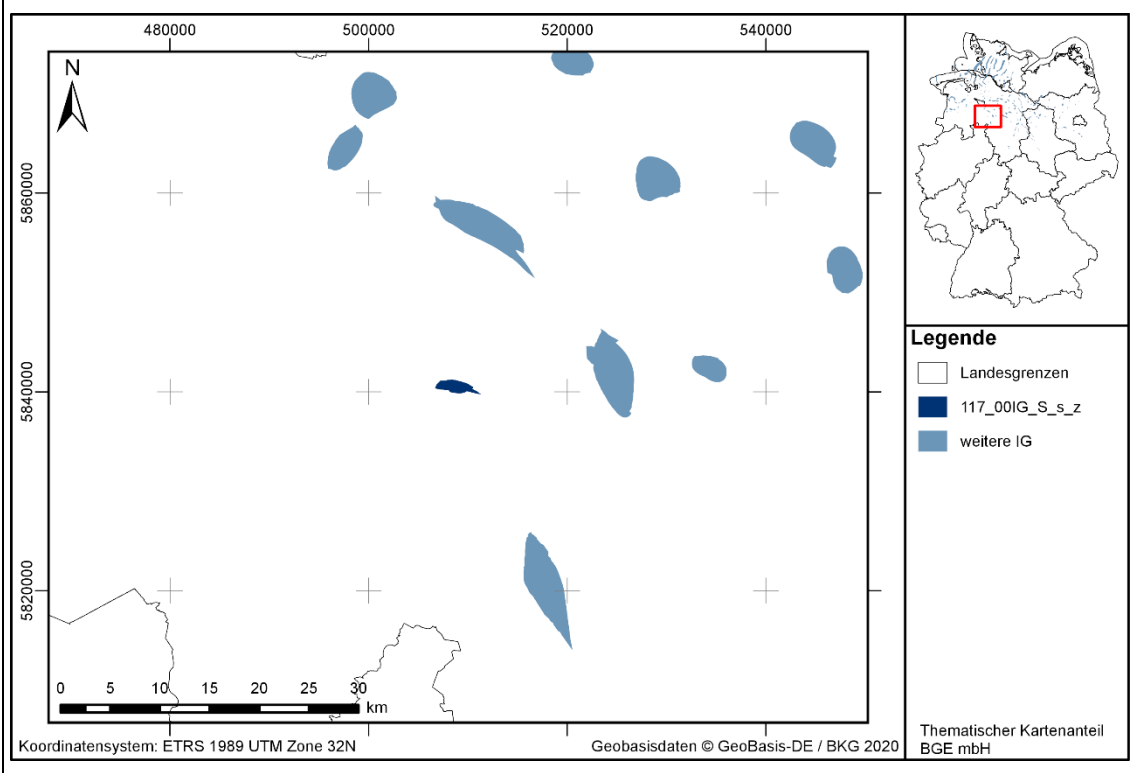 480000 500000 520000 540000
N
5860000
5840000
5820000
0 5 10 15 20 25 30
km
Koordinatensystem: ETRS 1989 UTM Zone 32N
Geobasisdaten © GeoBasis-DE / BKG 2020
Legende
Landesgrenzen
117_00IG_S_s_z
weitere IG
Thematischer Kartenanteil
BGE mbH